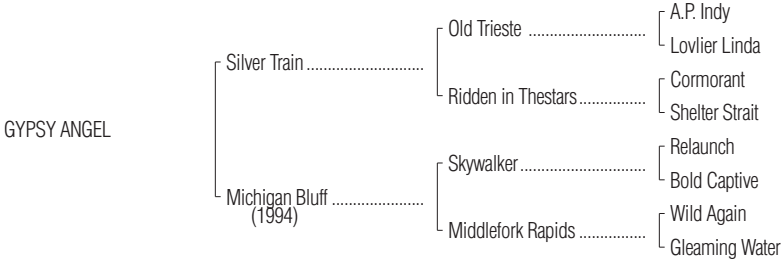 A.P. Indy
Old Trieste ............................
Lovlier Linda
Silver Train ............................
Cormorant
Ridden in Thestars ................
Shelter Strait
GYPSY ANGEL
Relaunch
Skywalker ..............................
Bold Captive
Michigan Bluff ......................
(1994)
Wild Again
Middlefork Rapids ................
Gleaming Water